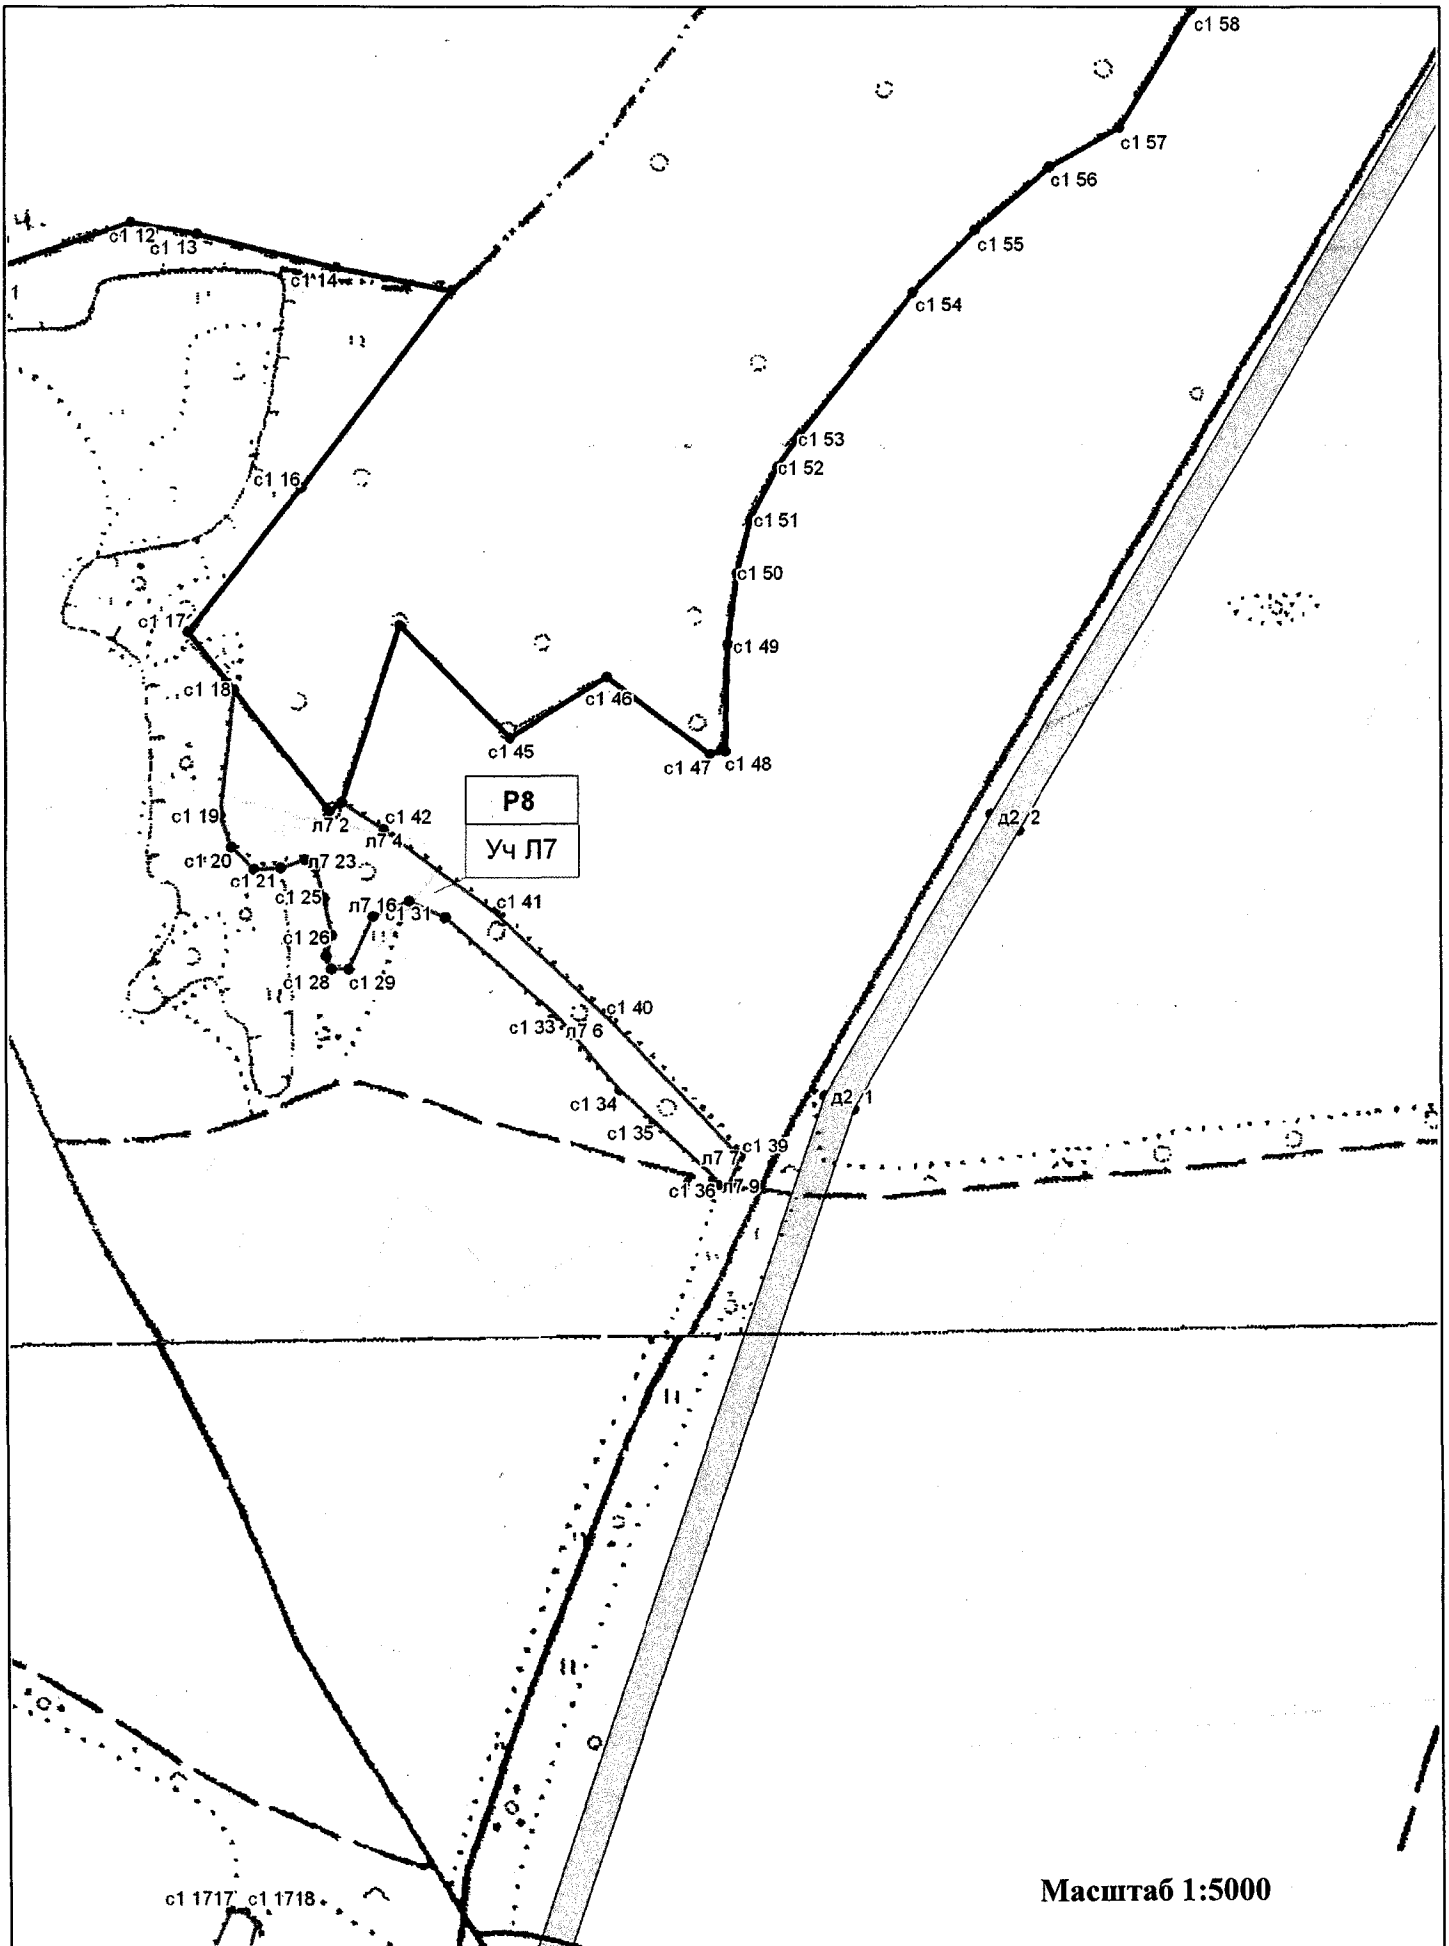 с1 58
с1 57
с1 56
с1 55
с1 54
ч.
с1 12
с1 13
с1 14
1
с1 53
с1 52
с1 16
с1 51
с1 50
с1 17
с1 49
с1 18
с1 46
с1 45
с1 47
с1 48
Р8
Уч Л7
с1 19
л7 2
с1 42
л7 4
д2 2
с1 20
с1 21
л7 23
с1 25
л7 16
с1 31
с1 41
с1 26
с1 28
с1 29
с1 40
с1 33
л7 6
с1 34
с1 35
д2 1
л7 7
с1 39
с1 36
л7 9
Масштаб 1:5000
с1 1717
с1 1718